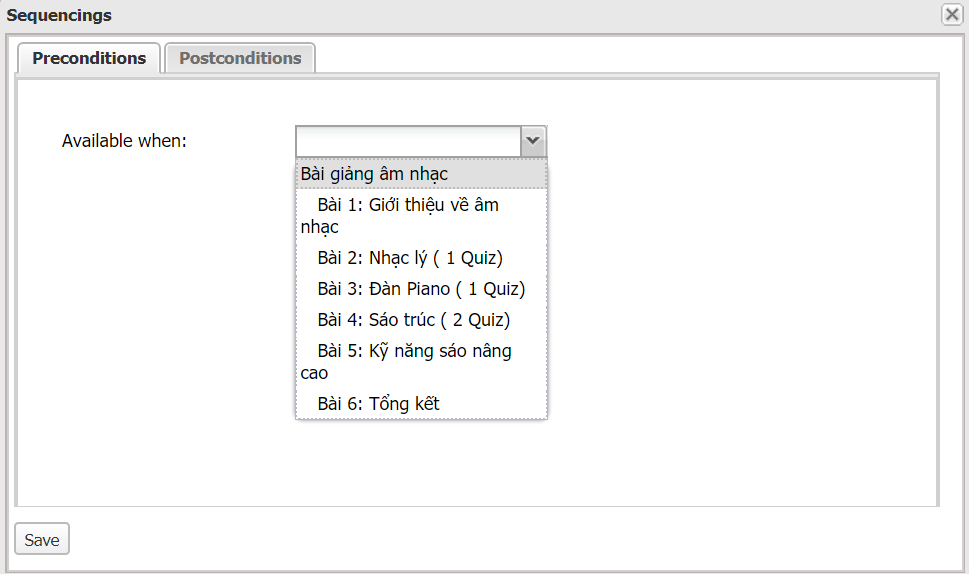 Sequencings
Preconditions
Postconditions
Available when:
Bài giảng âm nhạc
Bài 1: Giới thiệu về âm
nhạc
Bài 2: Nhạc lý ( 1 Quiz)
Bài 3: Đàn Piano ( 1 Quiz)
Bài 4: Sáo trúc ( 2 Quiz)
Bài 5: Kỹ năng sáo nâng
cao
Bài 6: Tổng kết
Save